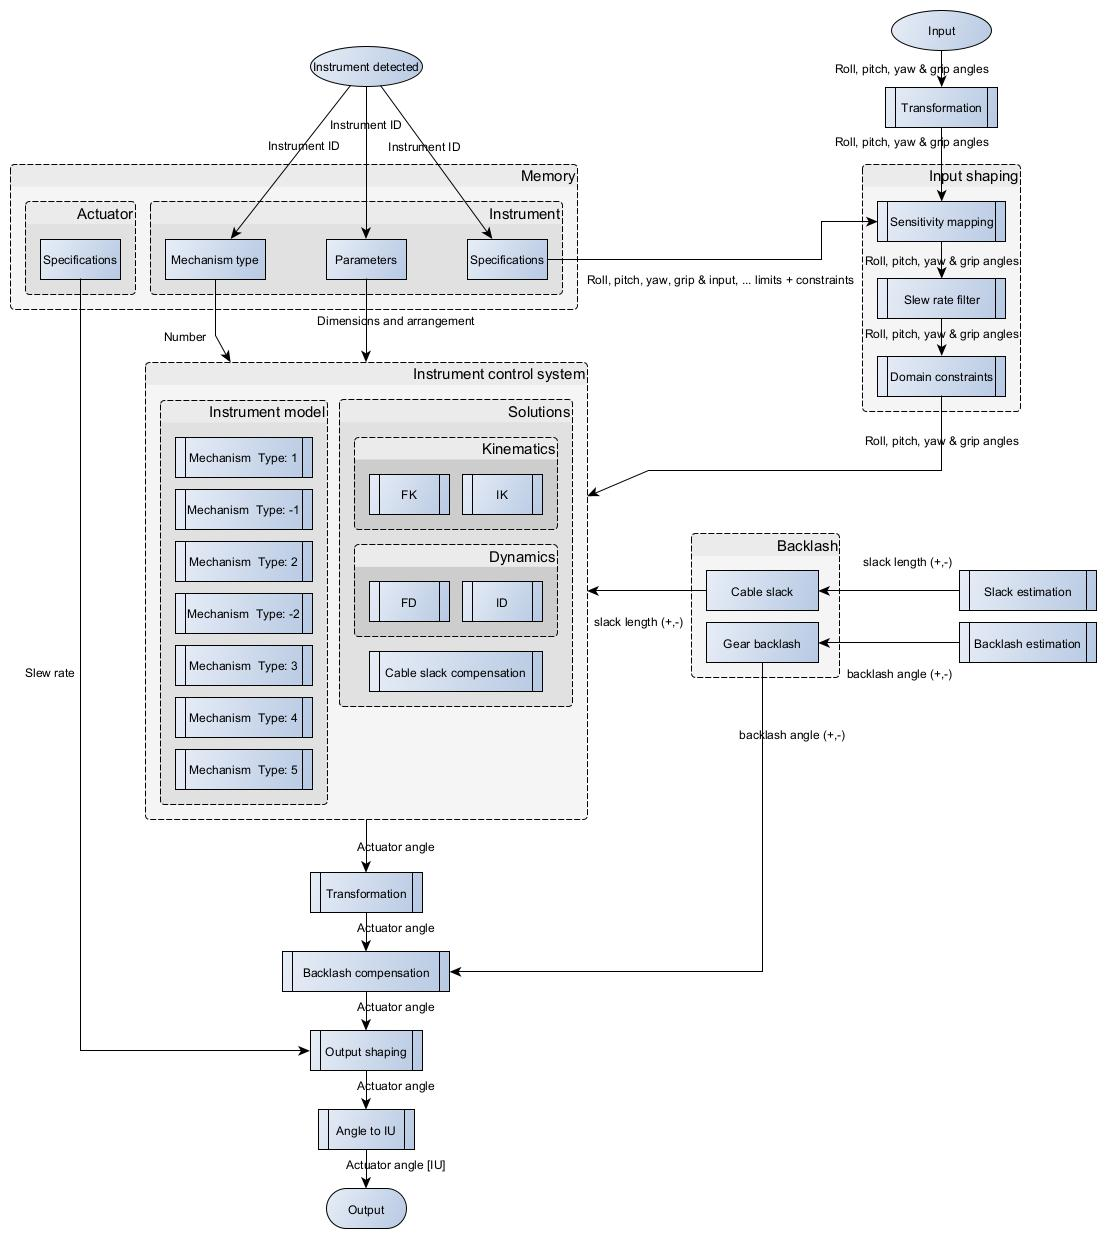 Input
Roll, pitch, yaw & grip angles
Transformation
Roll, pitch, yaw & grip angles
Instrument detected
Instrument ID
Instrument ID
Instrument ID
Memory
Actuator
Specifications
Instrument
Mechanism type
Parameters
Specifications
Roll, pitch, yaw, grip & input, ... limits + constraints
Input shaping
Sensitivity mapping
Roll, pitch, yaw & grip angles
Slew rate filter
Roll, pitch, yaw & grip angles
Domain constraints
Roll, pitch, yaw & grip angles
Number
Dimensions and arrangement
Instrument control system
Instrument model
Mechanism Type: 1
Mechanism Type: -1
Mechanism Type: 2
Mechanism Type: -2
Mechanism Type: 3
Mechanism Type: 4
Mechanism Type: 5
Solutions
Kinematics
FK
IK
Dynamics
FD
ID
Cable slack compensation
Backlash
Cable slack
Gear backlash
slack length (+,-)
Slack estimation
slack length (+,-)
Backlash estimation
backlash angle (+,-)
backlash angle (+,-)
Slew rate
Actuator angle
Transformation
Actuator angle
Backlash compensation
Actuator angle
Output shaping
Actuator angle
Angle to IU
Actuator angle [IU]
Output